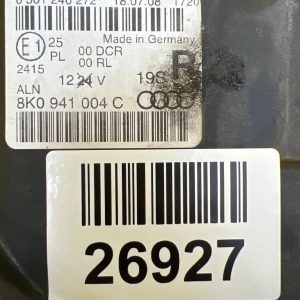 0 301 246 272 18.07.08 1720
Made in Germany
E1 25 00 DCR
PL 00 RL
2415
12 24 V 19S R
ALN
8K0 941 004 C
26927